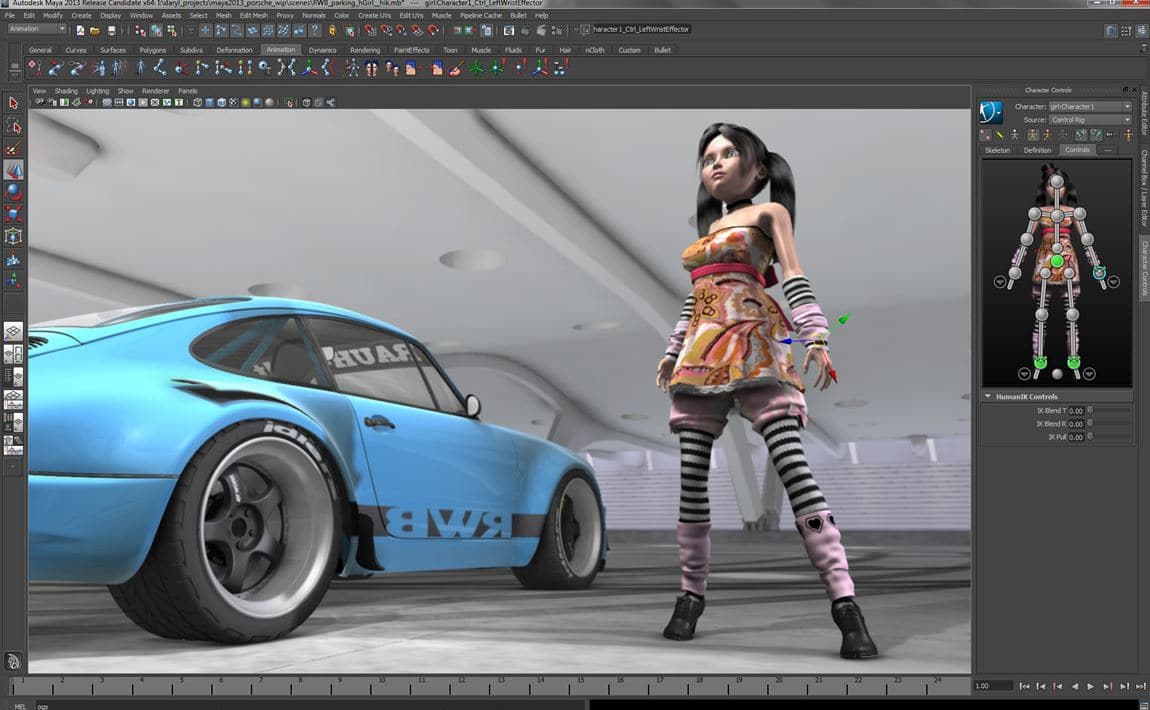 Autodesk Maya 2013 Release Candidate x64: I:\daryl_projects\maya2013_porsche_wip\scenes\RWB_parking_hGirl_hik.mb* --- girl:Character1_Ctrl_LeftWristEffector
File Edit Modify Create Display Window Assets Select Mesh Edit Mesh Proxy Normals Color Create UVs Edit UVs Muscle Pipeline Cache Bullet Help
Animation
haracter1_Ctrl_LeftWristEffector
General Curves Surfaces Polygons Subdivs Deformation Animation Dynamics Rendering PaintEffects Toon Muscle Fluids Fur Hair nCloth Custom Bullet
View Shading Lighting Show Renderer Panels
Character Controls
Character: girl:Character1
Source: Control Rig
Skeleton Definition Controls ---
Attribute Editor
Channel Box / Layer Editor
Character Controls
HumanIK Controls
IK Blend T 0.00
IK Blend R 0.00
IK Pull 0.00
RAUH
RWB
1 2 3 4 5 6 7 8 9 10 11 12 13 14 15 16 17 18 19 20 21 22 23 24
1.00
MEL ogs